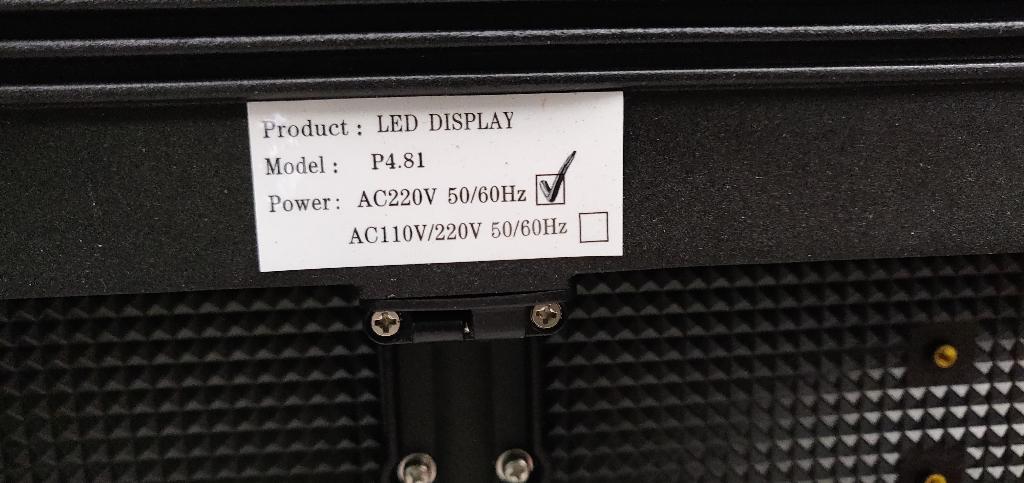 Product : LED DISPLAY
Model : P4.81
Power : AC220V 50/60Hz
AC110V/220V 50/60Hz